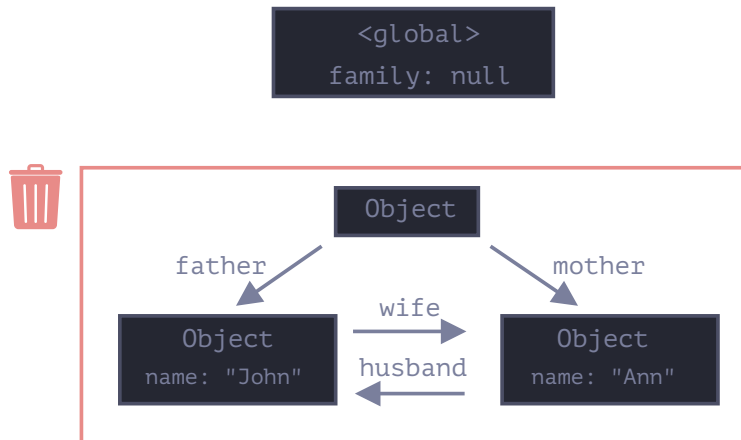 <global>
family: null
Object
father
mother
wife
Object
name: "John"
husband
Object
name: "Ann"